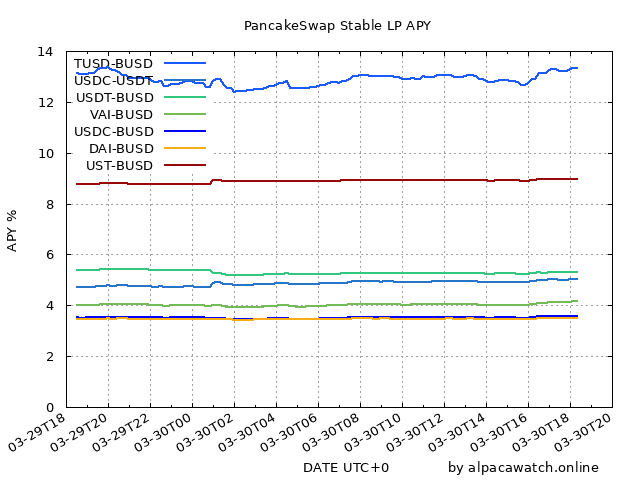 PancakeSwap Stable LP APY
14
12
10
8
6
4
2
0
APY %
TUSD-BUSD
USDC-USDT
USDT-BUSD
VAI-BUSD
USDC-BUSD
DAI-BUSD
UST-BUSD
03-29T18
03-29T20
03-29T22
03-30T00
03-30T02
03-30T04
03-30T06
03-30T08
03-30T10
03-30T12
03-30T14
03-30T16
03-30T18
03-30T20
DATE UTC+0
by alpacawatch.online